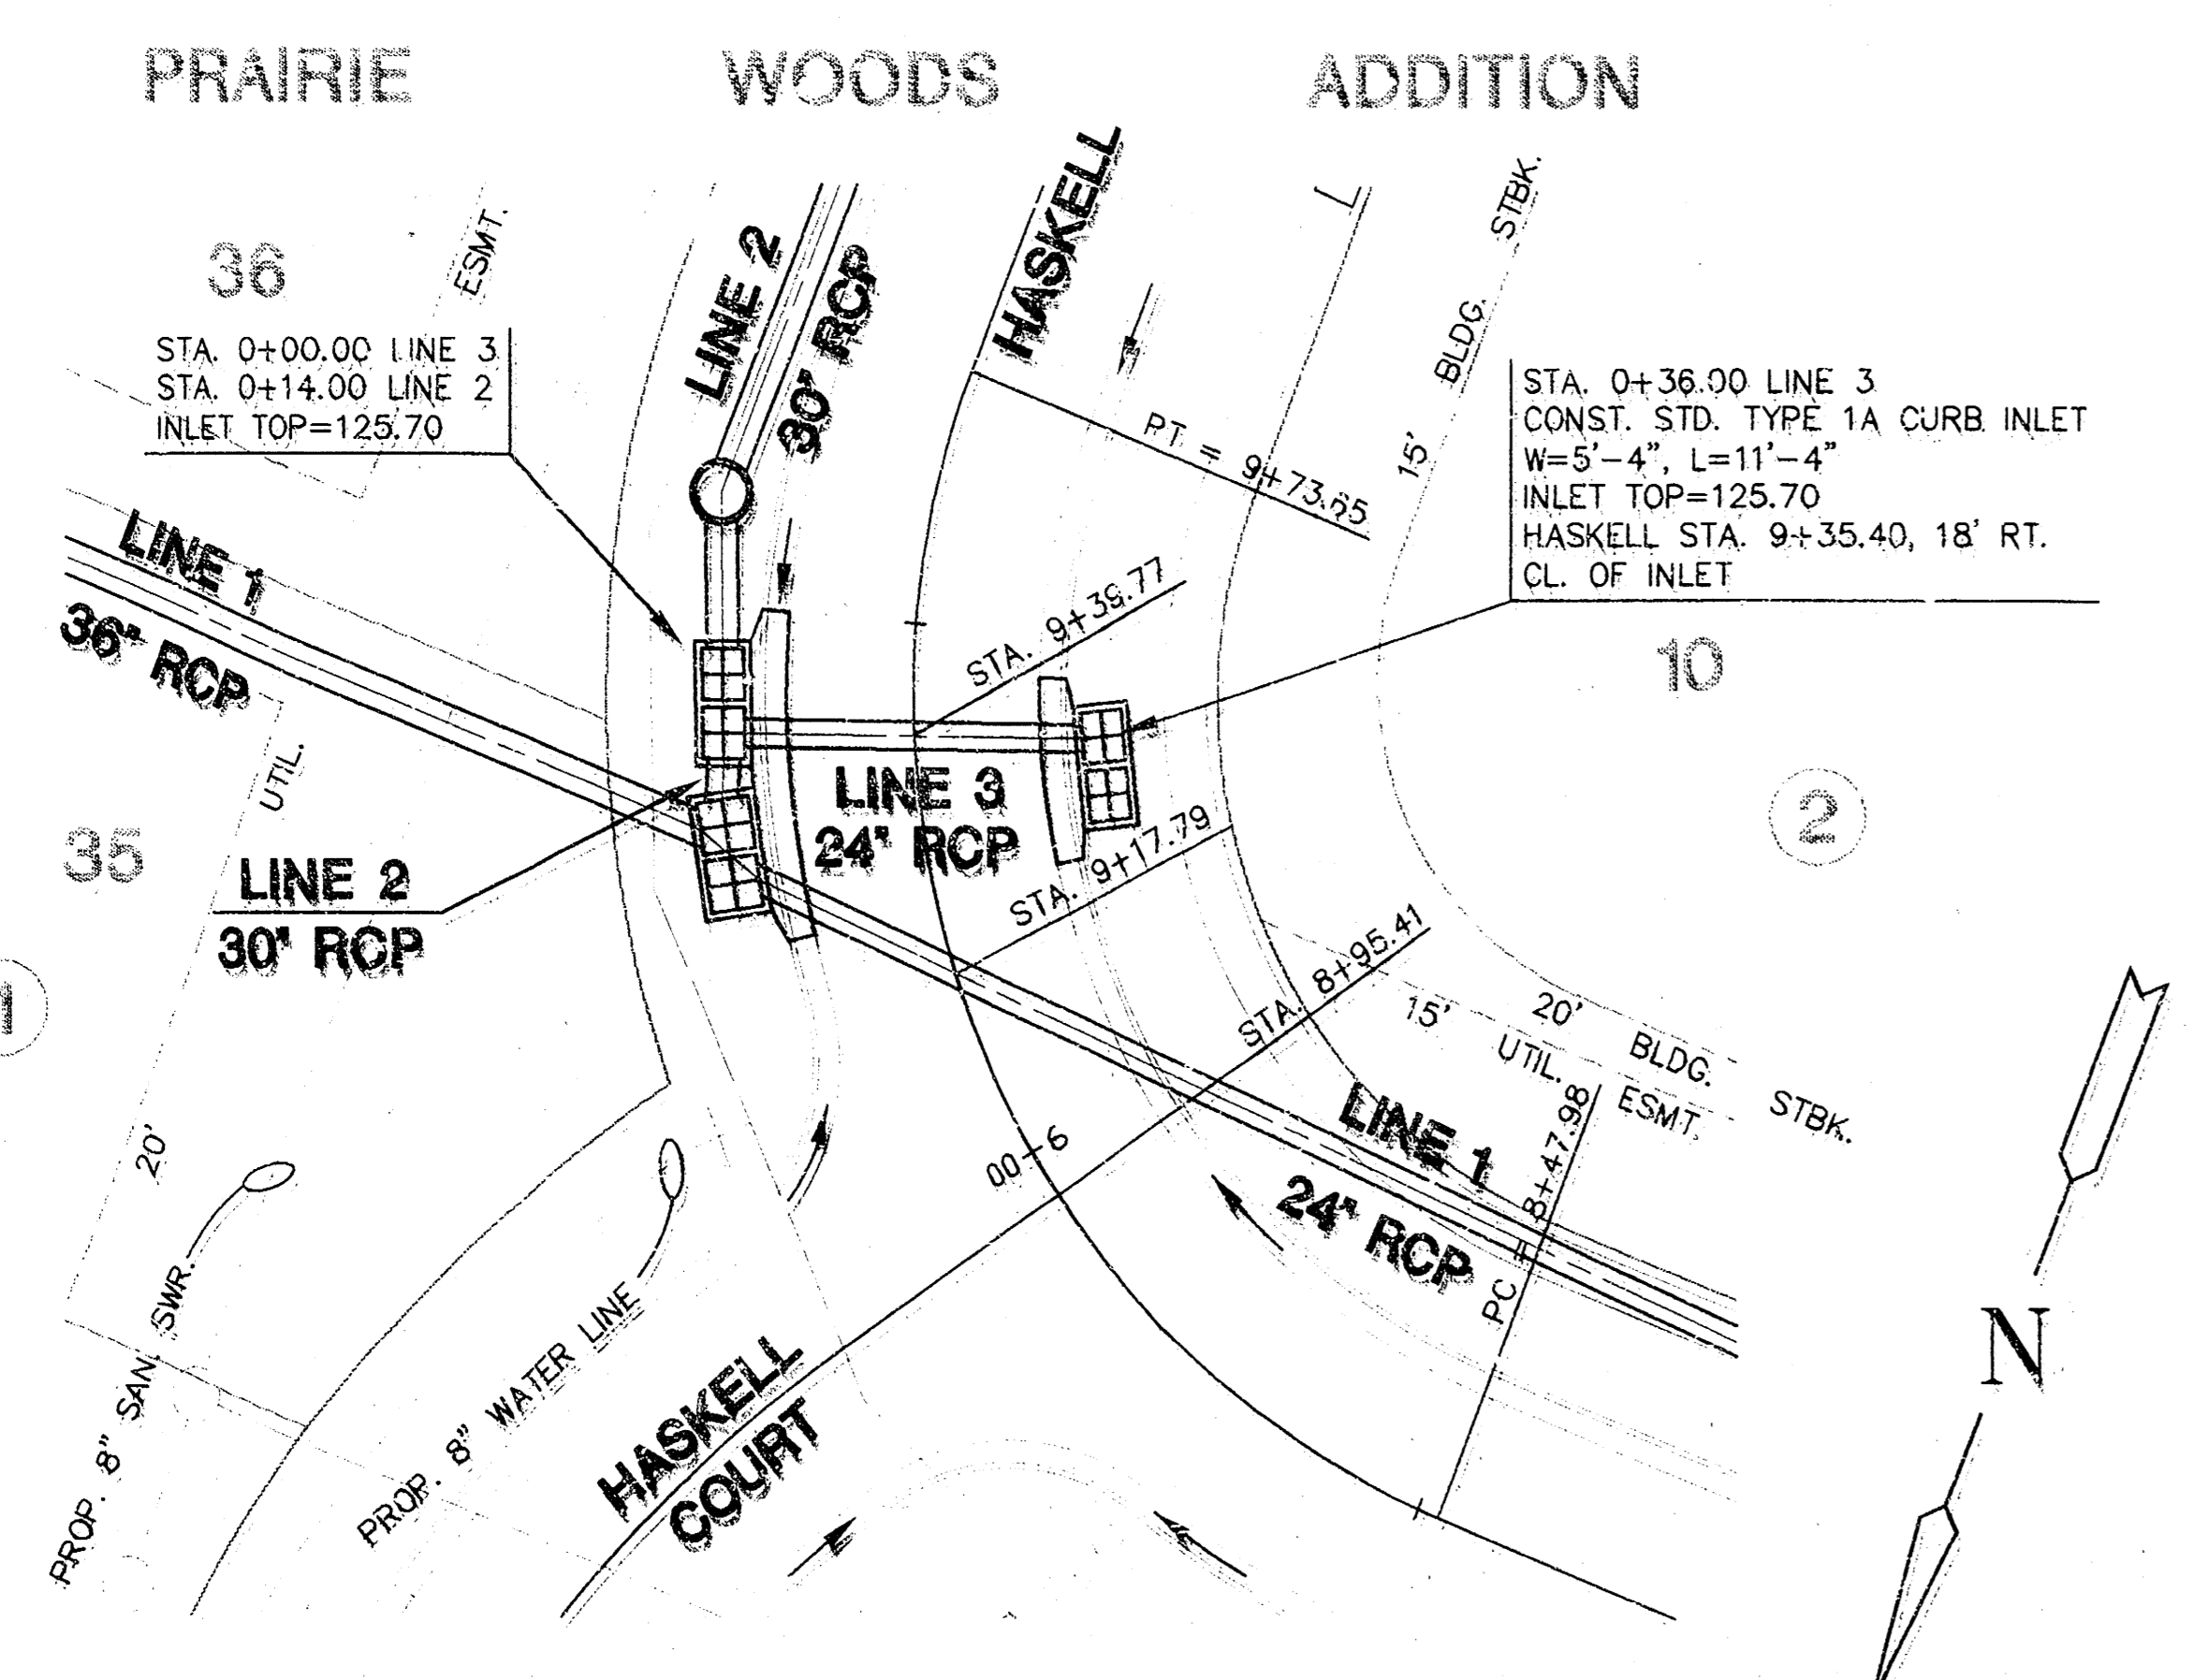 PRAIRIE WOODS ADDITION
36
ESMT.
STA. 0+00.00 LINE 3
STA. 0+14.00 LINE 2
INLET TOP=125.70
LINE 2
30" RCP
HASKELL
PT = 9+73.65
15' BLDG. STBK.
STA. 0+36.00 LINE 3
CONST. STD. TYPE 1A CURB INLET
W=5'-4", L=11'-4"
INLET TOP=125.70
HASKELL STA. 9+35.40, 18' RT.
CL. OF INLET
LINE 1
36" RCP
STA. 9+39.77
10
UTIL.
35
LINE 3
24" RCP
2
LINE 2
30" RCP
STA. 9+17.79
STA. 8+95.41
1
15' UTIL. ESMT.
20' BLDG. STBK.
LINE 1
24" RCP
PC = 8+47.98
9+00
20'
PROP. 8" SAN. SWR.
PROP. 8" WATER LINE
HASKELL
COURT
N